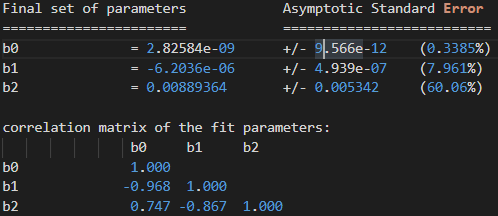 Final set of parameters Asymptotic Standard Error
======================= ==========================
b0 = 2.82584e-09 +/- 9.566e-12 (0.3385%)
b1 = -6.2036e-06 +/- 4.939e-07 (7.961%)
b2 = 0.00889364 +/- 0.005342 (60.06%)
correlation matrix of the fit parameters:
b0 b1 b2
b0 1.000
b1 -0.968 1.000
b2 0.747 -0.867 1.000